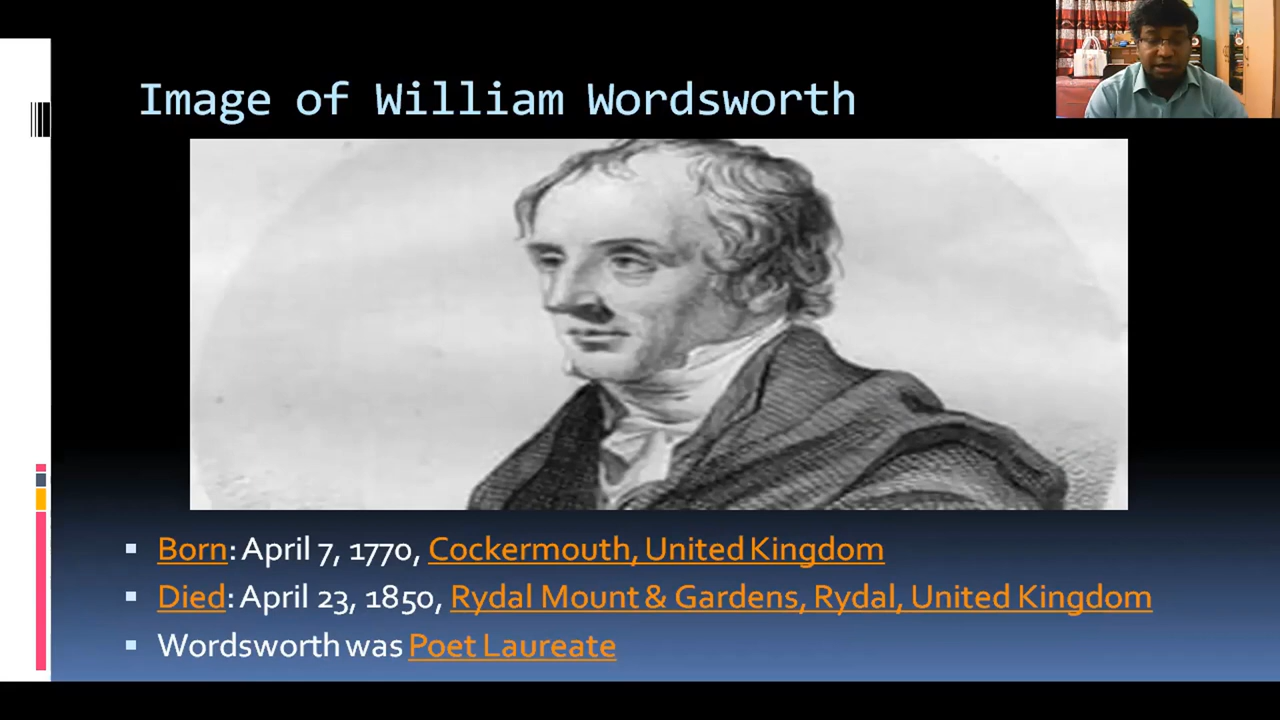 Image of William Wordsworth
Born: April 7, 1770, Cockermouth, United Kingdom
Died: April 23, 1850, Rydal Mount & Gardens, Rydal, United Kingdom
Wordsworth was Poet Laureate